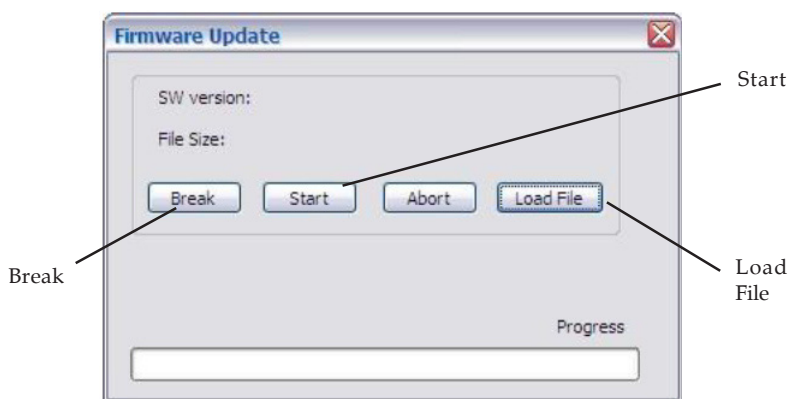 Firmware Update
Start
SW version:
File Size:
Break Start Abort Load File
Break
Load
File
Progress